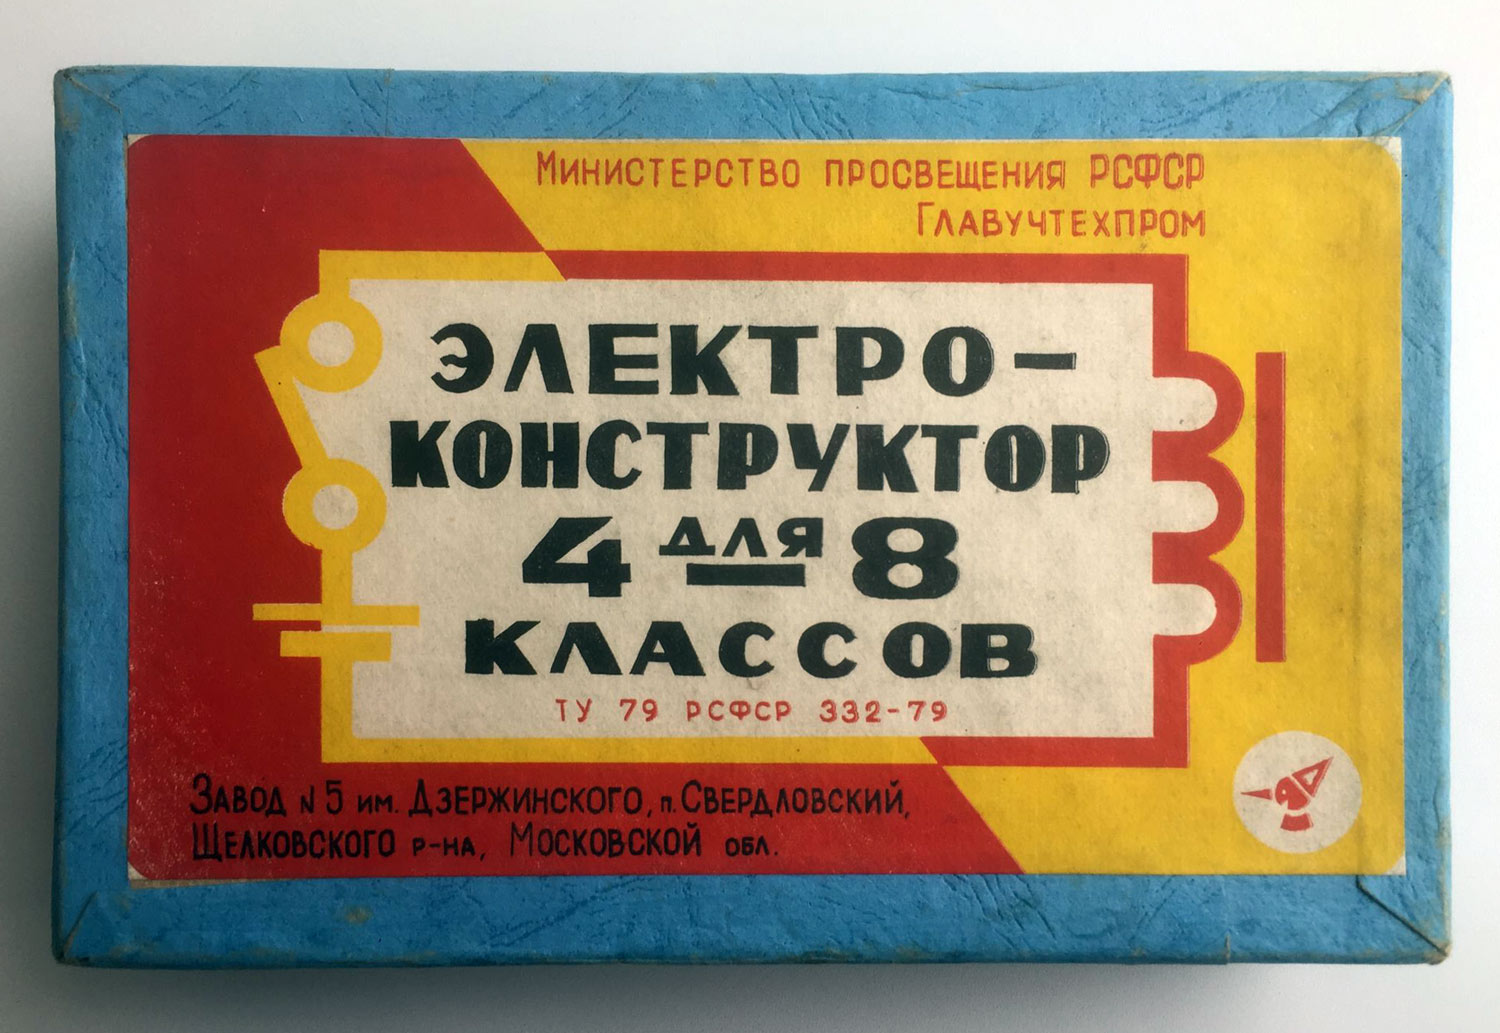 Министерство просвещения РСФСР
Главучтехпром
ЭЛЕКТРО-
КОНСТРУКТОР
4 для 8
КЛАССОВ
ТУ 79 РСФСР 332-79
Завод N 5 им. Дзержинского, п. Свердловский,
Щелковского р-на, Московской обл.